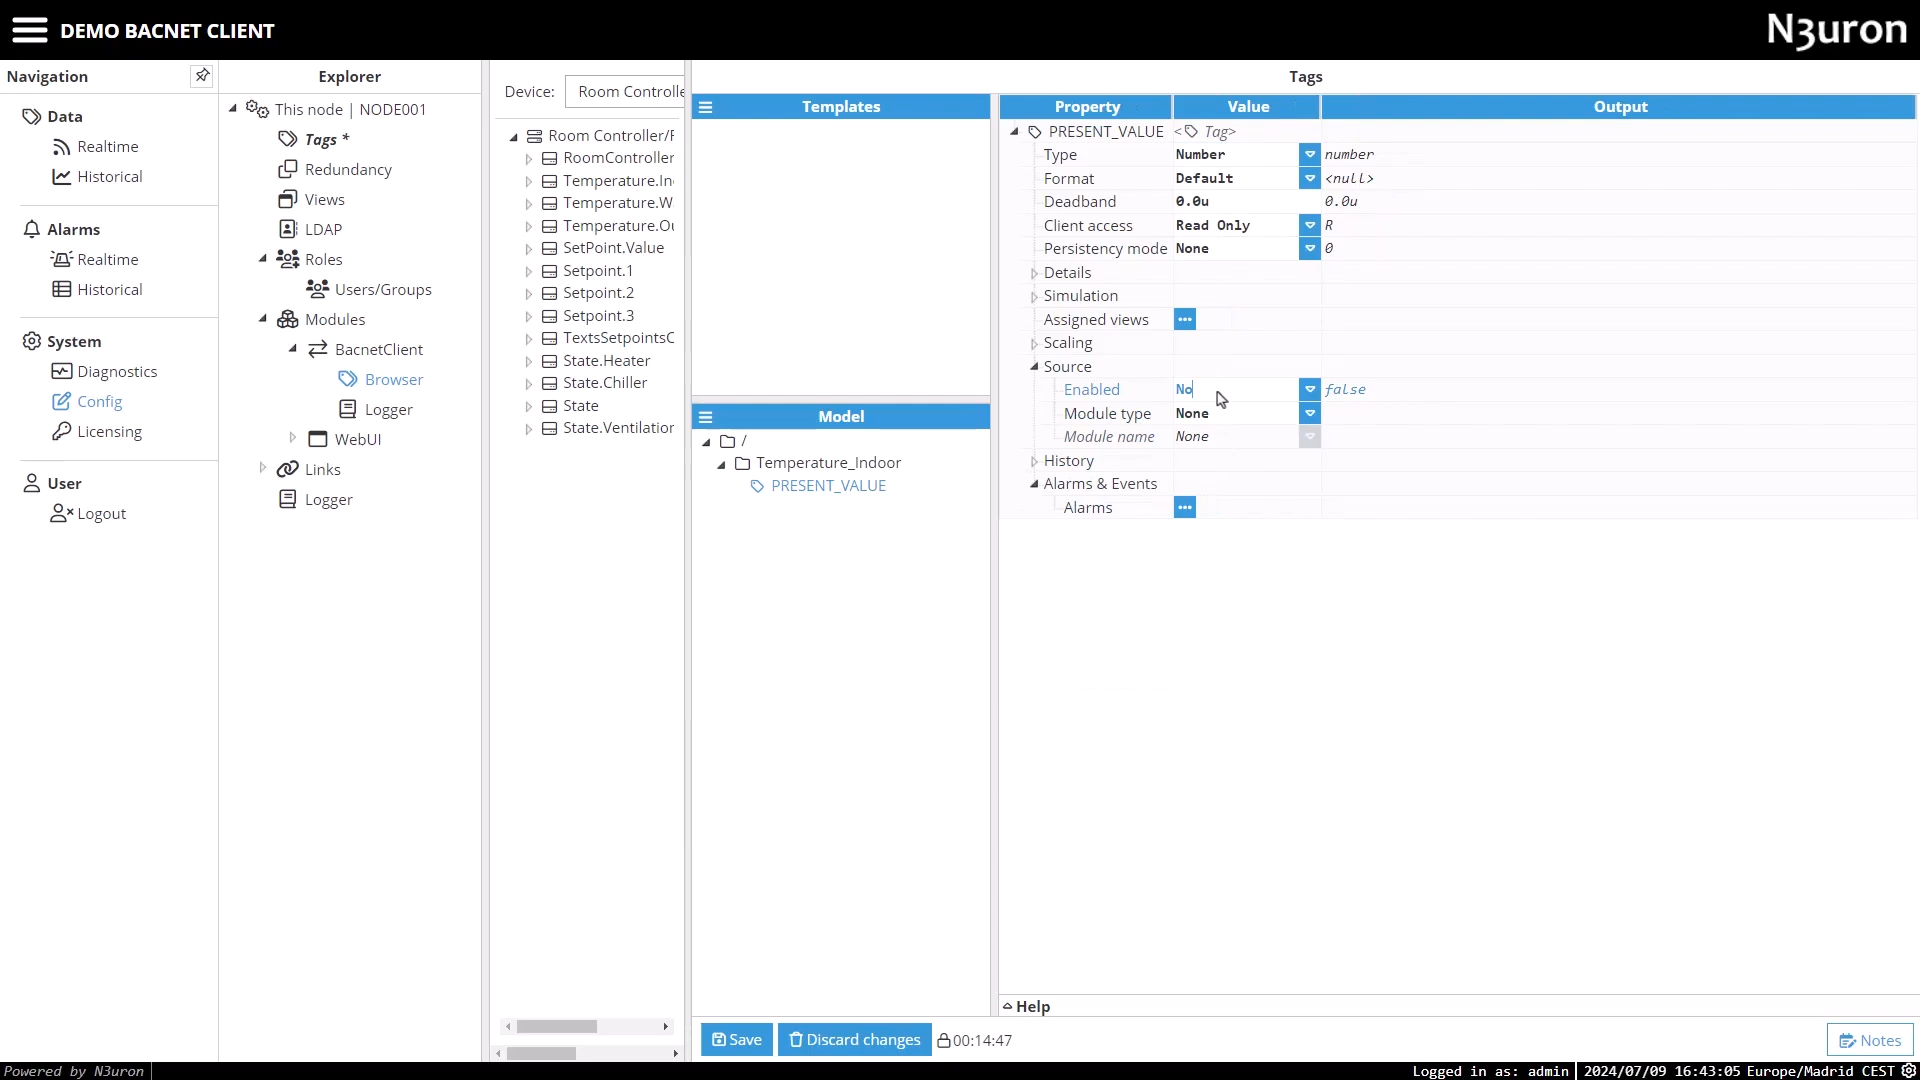 DEMO BACNET CLIENT
N3uron
Navigation
Data
Realtime
Historical
Alarms
Realtime
Historical
System
Diagnostics
Config
Licensing
User
Logout
Explorer
This node | NODE001
Tags *
Redundancy
Views
LDAP
Roles
Users/Groups
Modules
BacnetClient
Browser
Logger
WebUI
Links
Logger
Device: Room Controlle
Room Controller/F
RoomController
Temperature.In
Temperature.W
Temperature.Ou
SetPoint.Value
Setpoint.1
Setpoint.2
Setpoint.3
TextsSetpointsC
State.Heater
State.Chiller
State
State.Ventilation
Templates
Model
/
Temperature_Indoor
PRESENT_VALUE
Tags
Property Value Output
PRESENT_VALUE < Tag>
Type Number number
Format Default <null>
Deadband 0.0u 0.0u
Client access Read Only R
Persistency mode None 0
Details
Simulation
Assigned views
Scaling
Source
Enabled No false
Module type None
Module name None
History
Alarms & Events
Alarms
Help
Save Discard changes 00:14:47 Notes
Powered by N3uron Logged in as: admin 2024/07/09 16:43:05 Europe/Madrid CEST